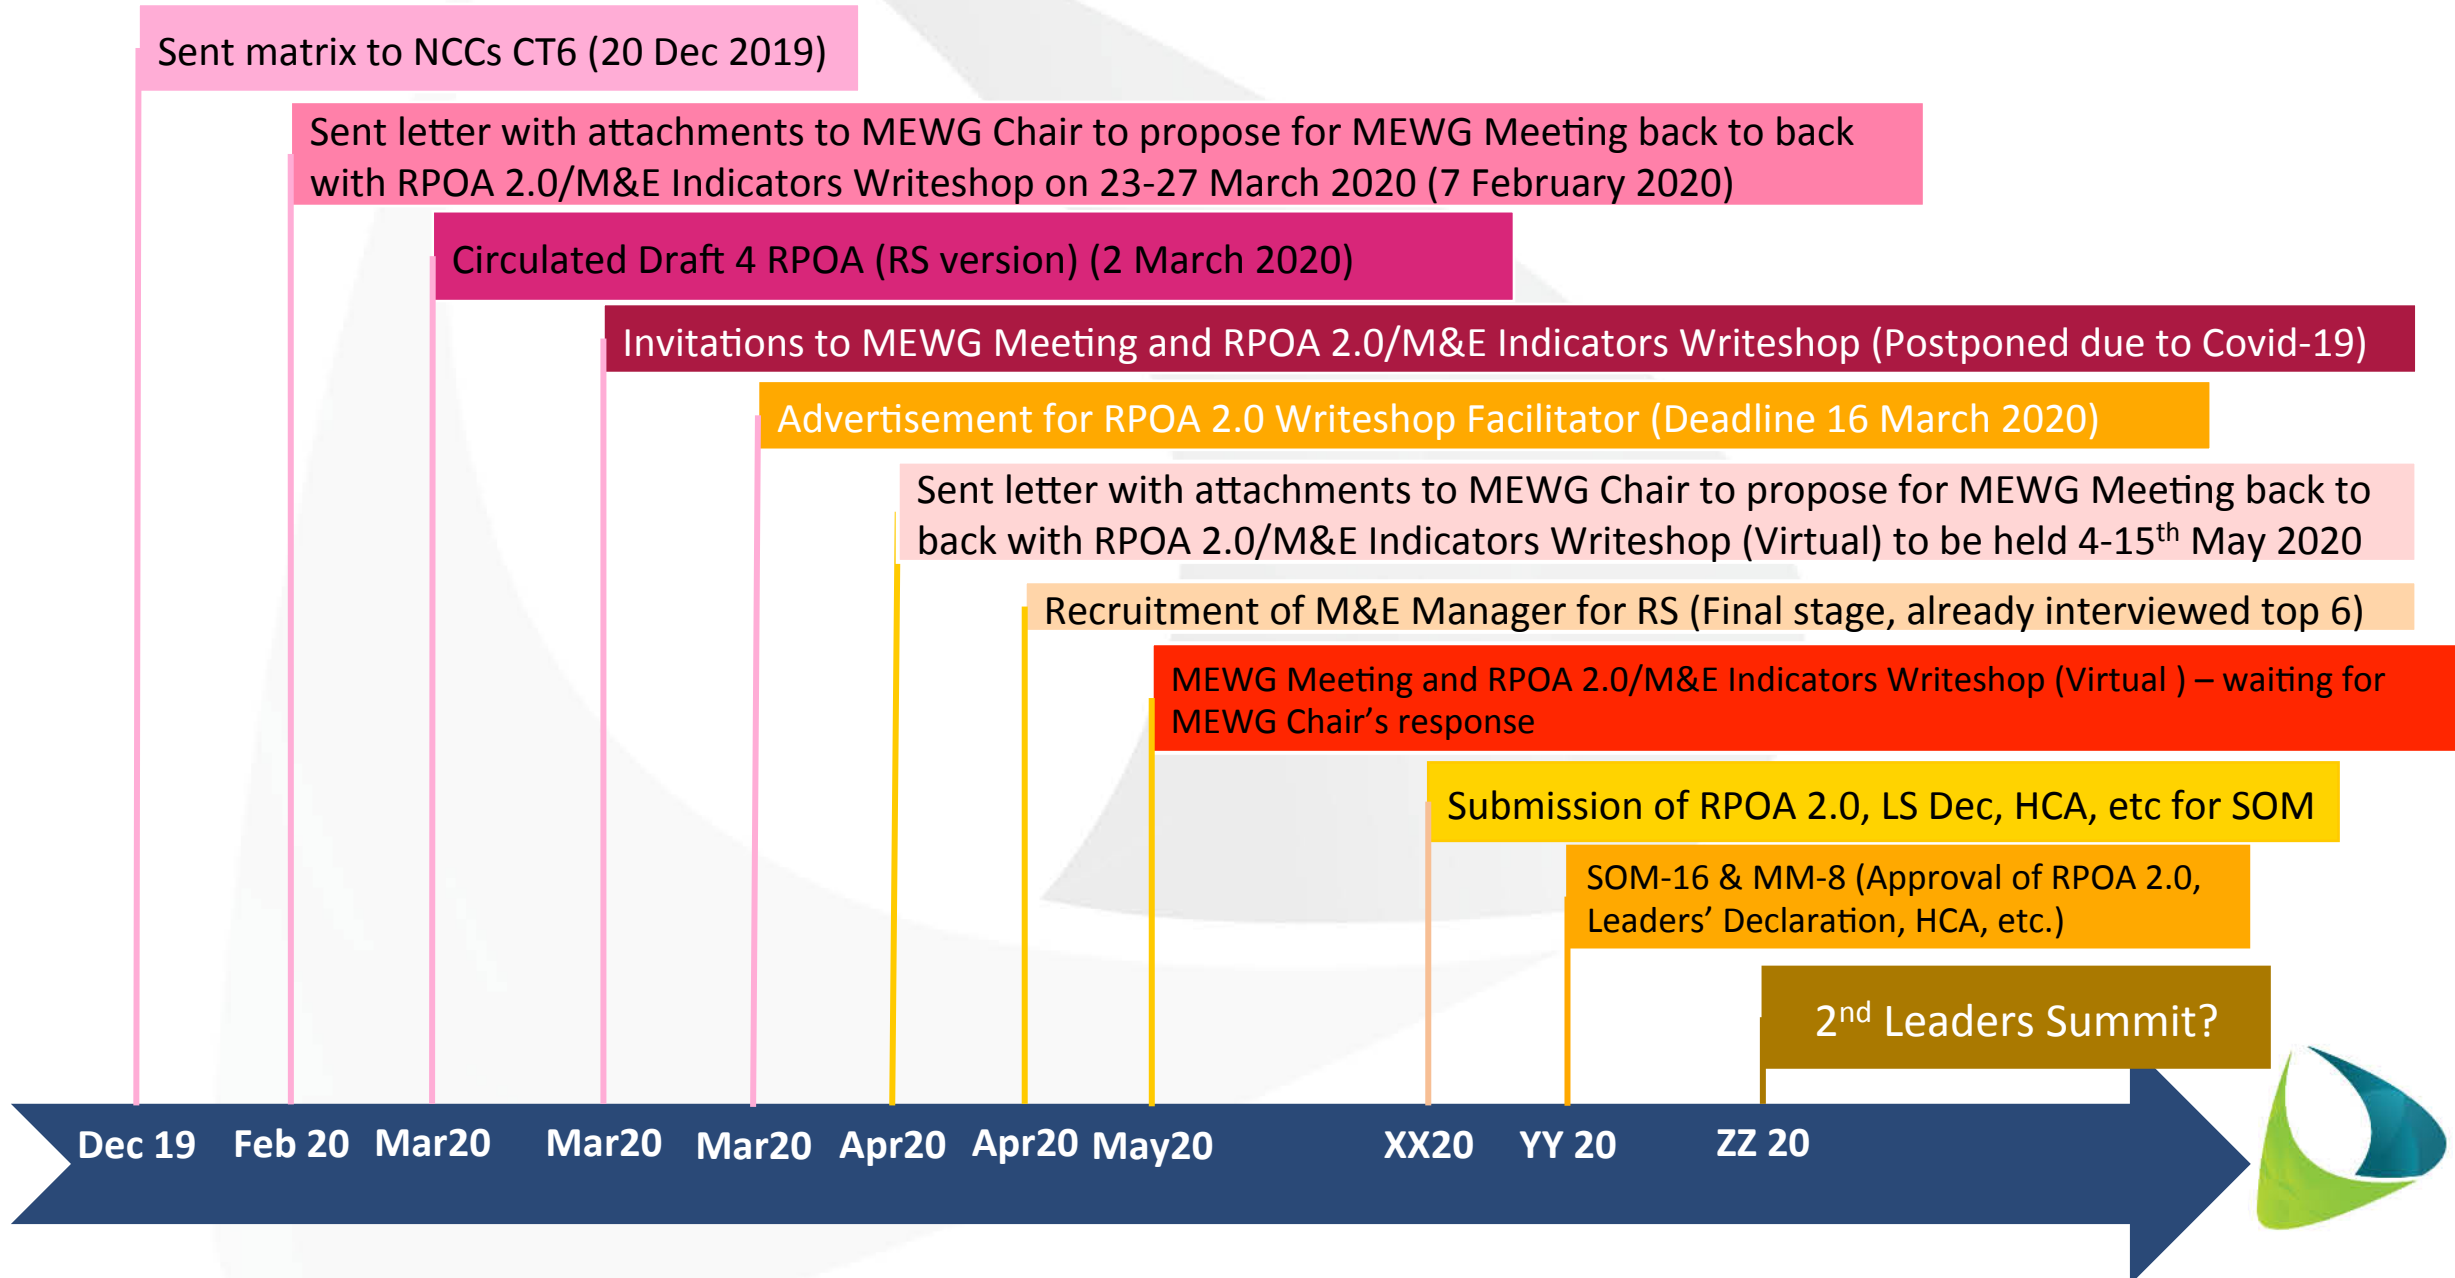 Sent matrix to NCCs CT6 (20 Dec 2019)
Sent letter with attachments to MEWG Chair to propose for MEWG Meeting back to back
with RPOA 2.0/M&E Indicators Writeshop on 23-27 March 2020 (7 February 2020)
Circulated Draft 4 RPOA (RS version) (2 March 2020)
Invitations to MEWG Meeting and RPOA 2.0/M&E Indicators Writeshop (Postponed due to Covid-19)
Advertisement for RPOA 2.0 Writeshop Facilitator (Deadline 16 March 2020)
Sent letter with attachments to MEWG Chair to propose for MEWG Meeting back to
back with RPOA 2.0/M&E Indicators Writeshop (Virtual) to be held 4-15th May 2020
Recruitment of M&E Manager for RS (Final stage, already interviewed top 6)
MEWG Meeting and RPOA 2.0/M&E Indicators Writeshop (Virtual ) – waiting for
MEWG Chair’s response
Submission of RPOA 2.0, LS Dec, HCA, etc for SOM
SOM-16 & MM-8 (Approval of RPOA 2.0,
Leaders’ Declaration, HCA, etc.)
2nd Leaders Summit?
Dec 19 Feb 20 Mar20 Mar20 Mar20 Apr20 Apr20 May20 XX20 YY 20 ZZ 20